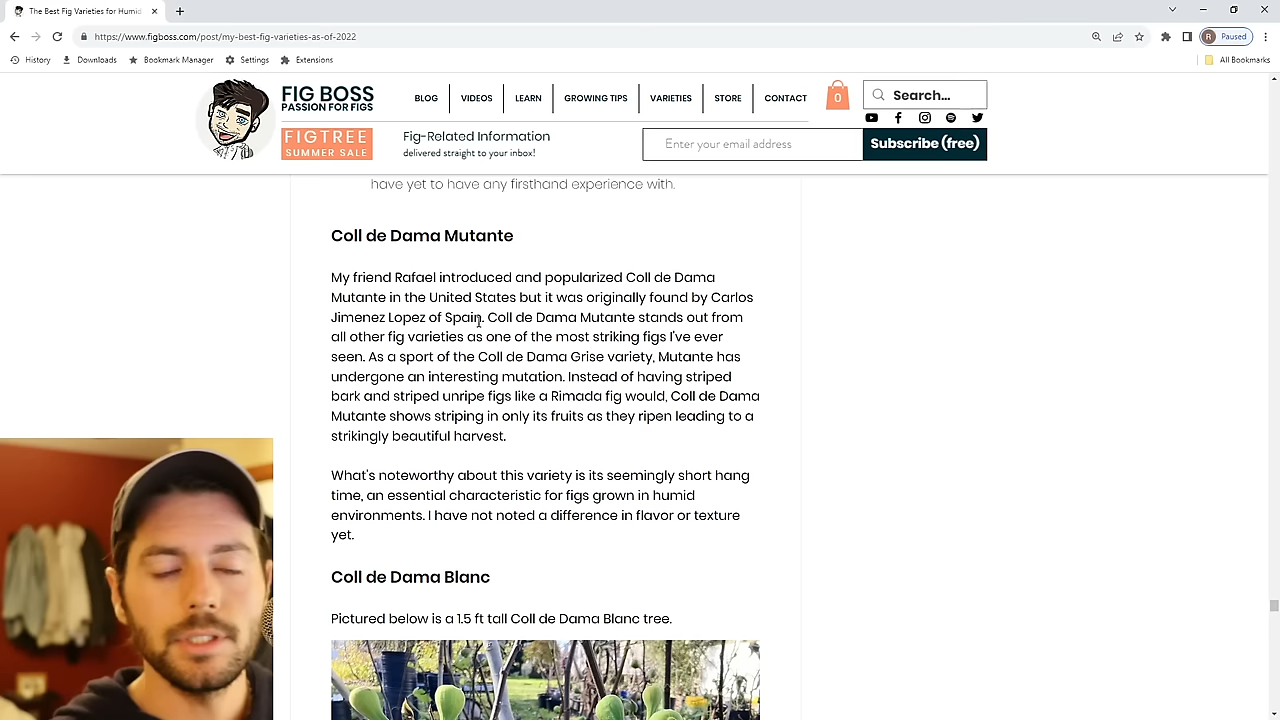 The Best Fig Varieties for Humid
https://www.figboss.com/post/my-best-fig-varieties-as-of-2022
R
Paused
History
Downloads
Bookmark Manager
Settings
Extensions
All Bookmarks
FIG BOSS
PASSION FOR FIGS
BLOG
VIDEOS
LEARN
GROWING TIPS
VARIETIES
STORE
CONTACT
0
Search...
FIGTREE
SUMMER SALE
Fig-Related Information
delivered straight to your inbox!
Enter your email address
Subscribe (free)
have yet to have any firsthand experience with.
Coll de Dama Mutante
My friend Rafael introduced and popularized Coll de Dama
Mutante in the United States but it was originally found by Carlos
Jimenez Lopez of Spain. Coll de Dama Mutante stands out from
all other fig varieties as one of the most striking figs I've ever
seen. As a sport of the Coll de Dama Grise variety, Mutante has
undergone an interesting mutation. Instead of having striped
bark and striped unripe figs like a Rimada fig would, Coll de Dama
Mutante shows striping in only its fruits as they ripen leading to a
strikingly beautiful harvest.
What's noteworthy about this variety is its seemingly short hang
time, an essential characteristic for figs grown in humid
environments. I have not noted a difference in flavor or texture
yet.
Coll de Dama Blanc
Pictured below is a 1.5 ft tall Coll de Dama Blanc tree.